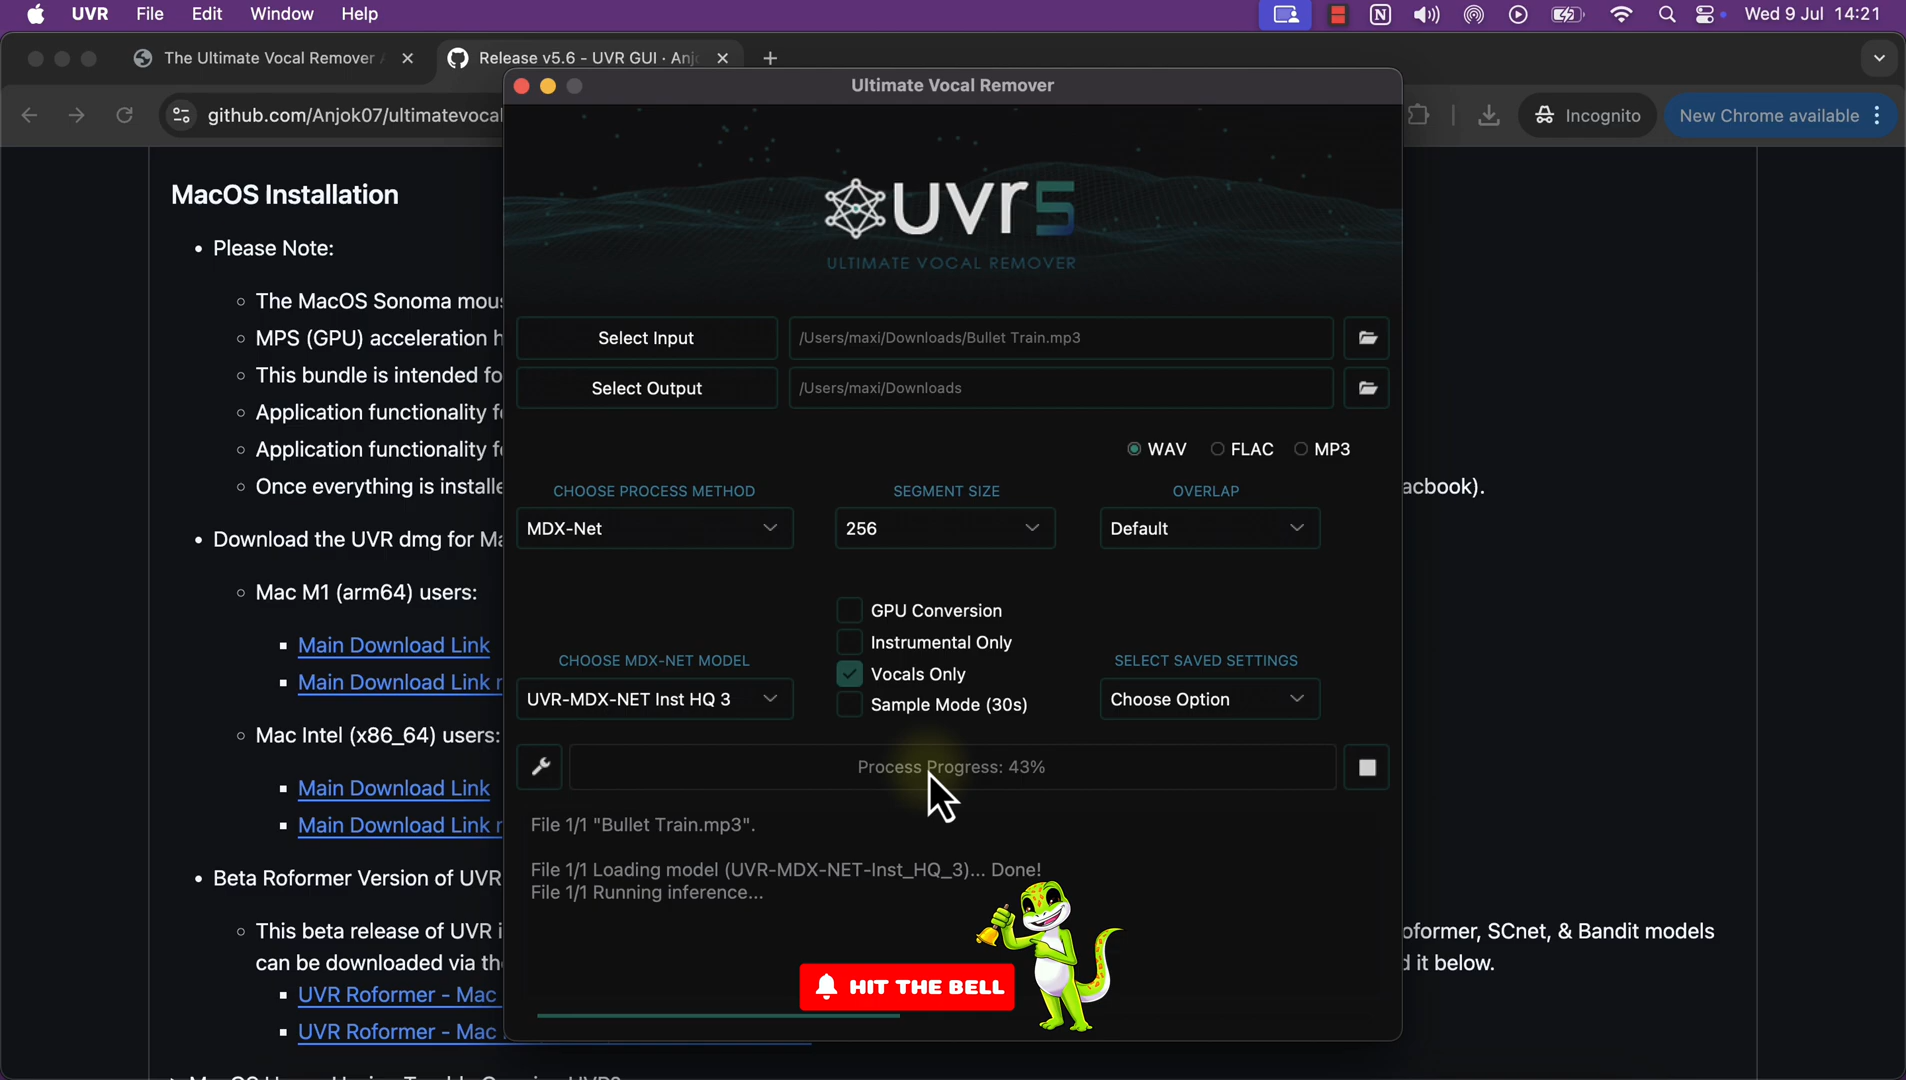 UVR File Edit Window Help
Wed 9 Jul 14:21
The Ultimate Vocal Remover
Release v5.6 - UVR GUI · Anj
github.com/Anjok07/ultimatevocal
Incognito
New Chrome available
Ultimate Vocal Remover
uvr5
ULTIMATE VOCAL REMOVER
MacOS Installation
Please Note:
The MacOS Sonoma mous
MPS (GPU) acceleration h
This bundle is intended fo
Application functionality f
Application functionality f
Once everything is installe
acbook).
Download the UVR dmg for Ma
Mac M1 (arm64) users:
Main Download Link
Main Download Link
Mac Intel (x86_64) users:
Main Download Link
Main Download Link
Beta Roformer Version of UVR
This beta release of UVR i
oformer, SCnet, & Bandit models
can be downloaded via the
d it below.
UVR Roformer - Mac
UVR Roformer - Mac
Select Input
/Users/maxi/Downloads/Bullet Train.mp3
Select Output
/Users/maxi/Downloads
WAV FLAC MP3
CHOOSE PROCESS METHOD
MDX-Net
SEGMENT SIZE
256
OVERLAP
Default
GPU Conversion
Instrumental Only
Vocals Only
Sample Mode (30s)
CHOOSE MDX-NET MODEL
UVR-MDX-NET Inst HQ 3
SELECT SAVED SETTINGS
Choose Option
Process Progress: 43%
File 1/1 "Bullet Train.mp3".
File 1/1 Loading model (UVR-MDX-NET-Inst_HQ_3)... Done!
File 1/1 Running inference...
HIT THE BELL